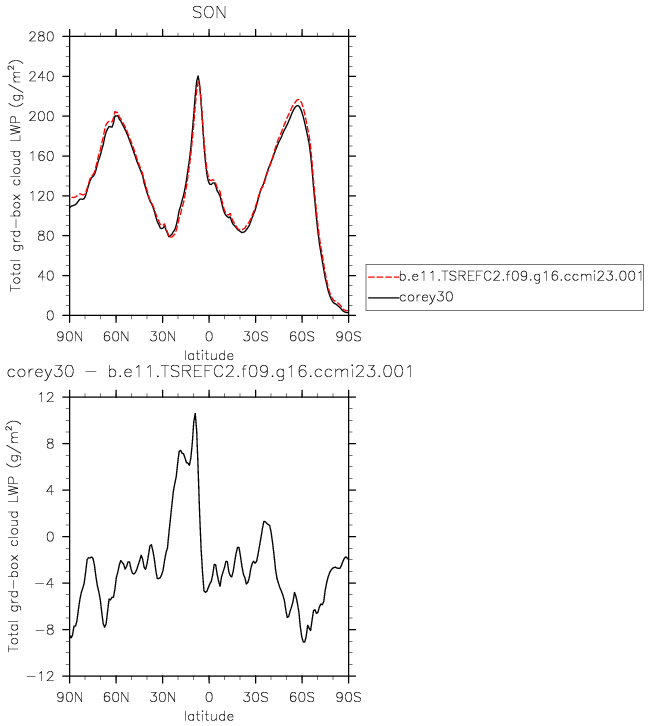 SON
Total grd-box cloud LWP (g/m²)
280
240
200
160
120
80
40
0
90N 60N 30N 0 30S 60S 90S
latitude
b.e11.TSREFC2.f09.g16.ccmi23.001
corey30
corey30 - b.e11.TSREFC2.f09.g16.ccmi23.001
Total grd-box cloud LWP (g/m²)
12
8
4
0
-4
-8
-12
90N 60N 30N 0 30S 60S 90S
latitude